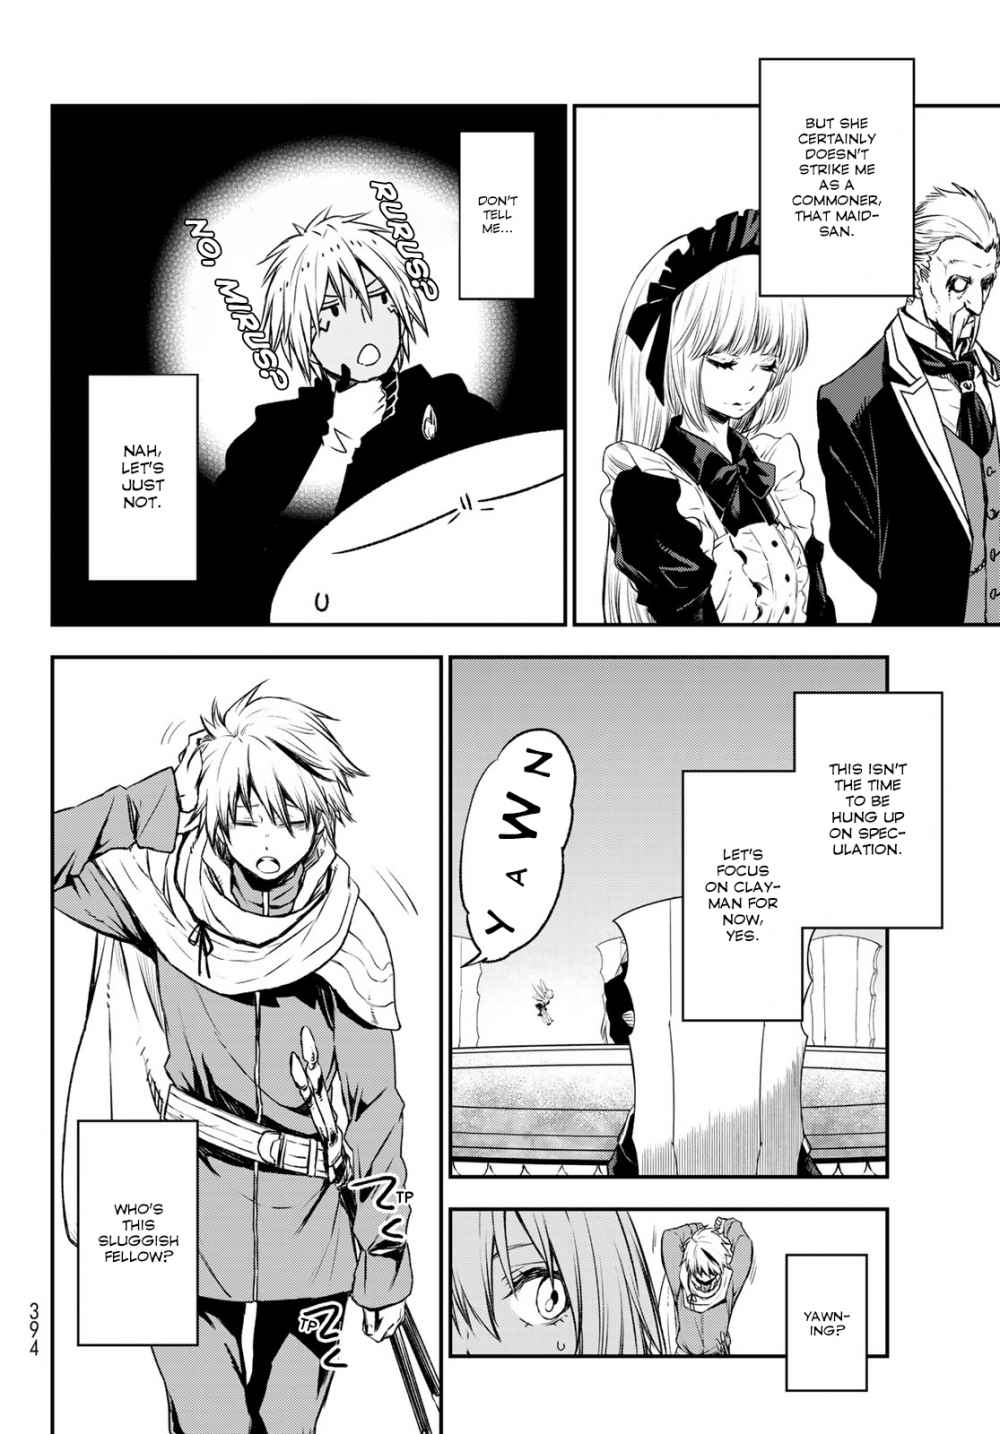 BUT SHE
CERTAINLY
DOESN'T
STRIKE ME
AS A
COMMONER,
THAT MAID-
SAN.
DON'T
TELL
ME...
RURUS?
NO, MIRUS?
NAH,
LET'S
JUST
NOT.
THIS ISN'T
THE TIME
TO BE
HUNG UP
ON SPEC-
ULATION.
LET'S
FOCUS
ON CLAY-
MAN FOR
NOW,
YES.
YAWN
YAWN-
ING?
WHO'S
THIS
SLUGGISH
FELLOW?
TP
TP
394